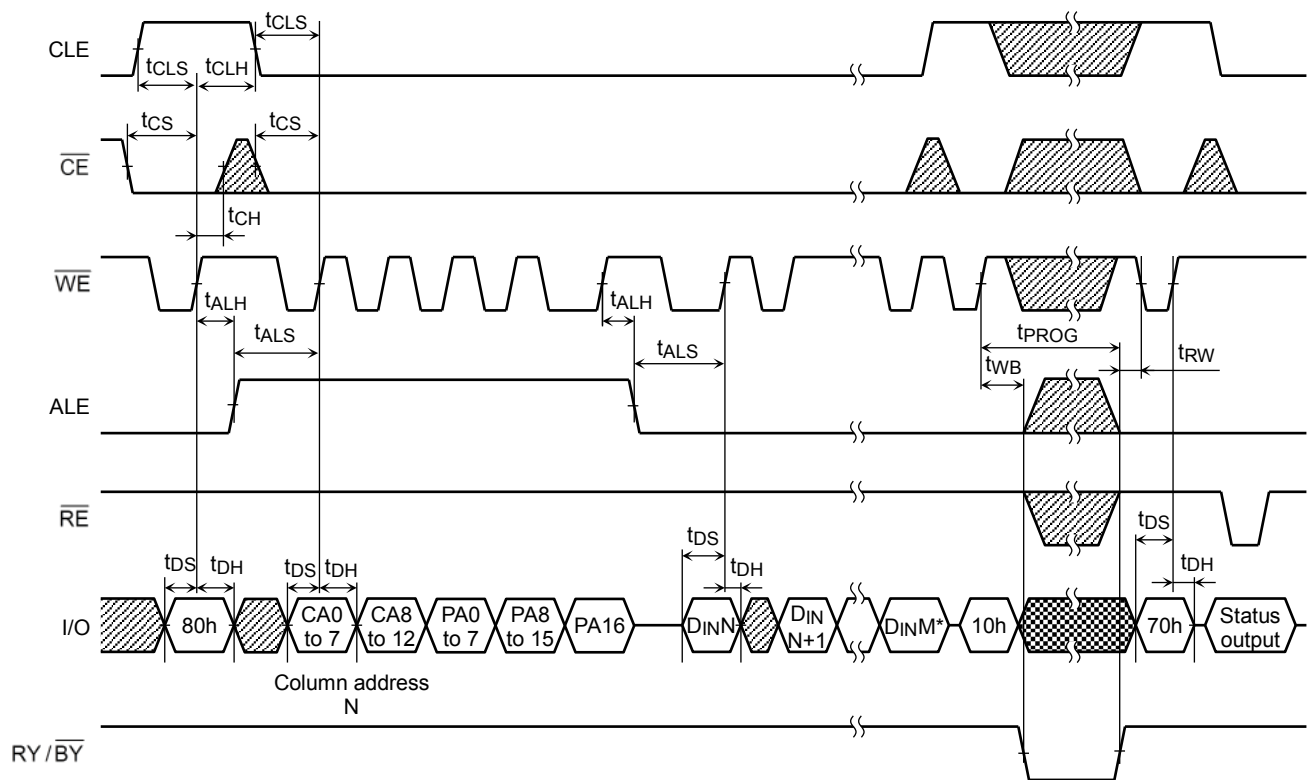 CLE
tCLS
tCLS tCLH
CE
tCS tCS
tCH
WE
tALH tALH
tALS tALS
tPROG
tWB tRW
ALE
RE
tDS tDH tDS tDH tDS tDH tDS tDH
I/O
80h
CA0 to 7
CA8 to 12
PA0 to 7
PA8 to 15
PA16
DINN
DIN N+1
DINM*
10h
70h
Status output
Column address
N
RY / BY